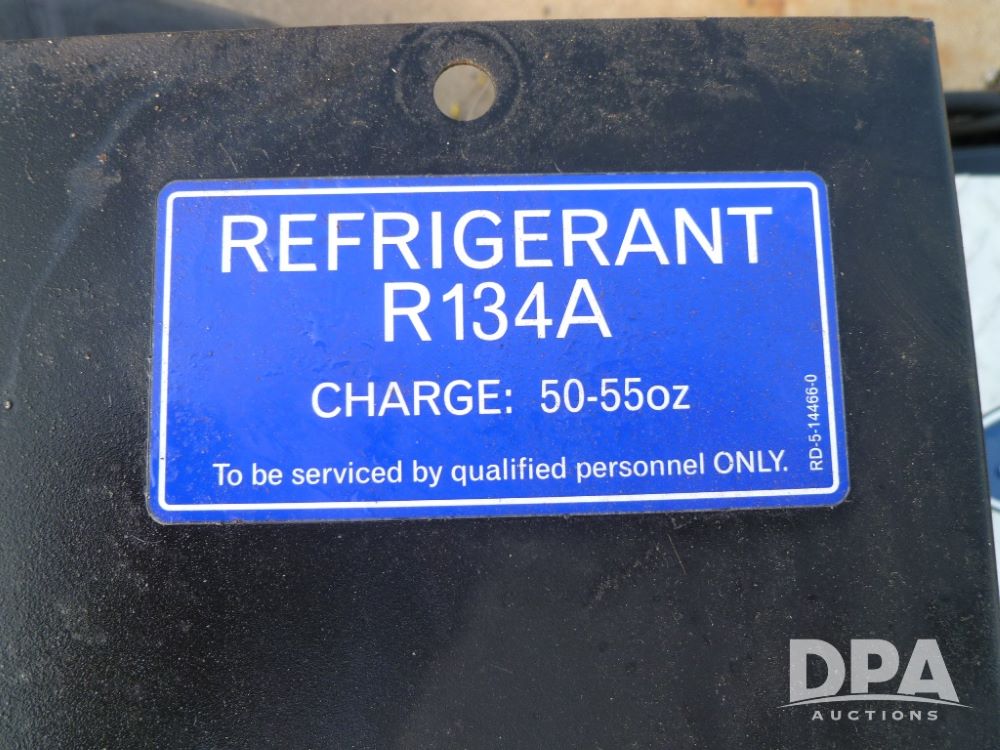 REFRIGERANT
R134A
CHARGE: 50-55oz
To be serviced by qualified personnel ONLY.
RD-5-14466-0
DPA
AUCTIONS